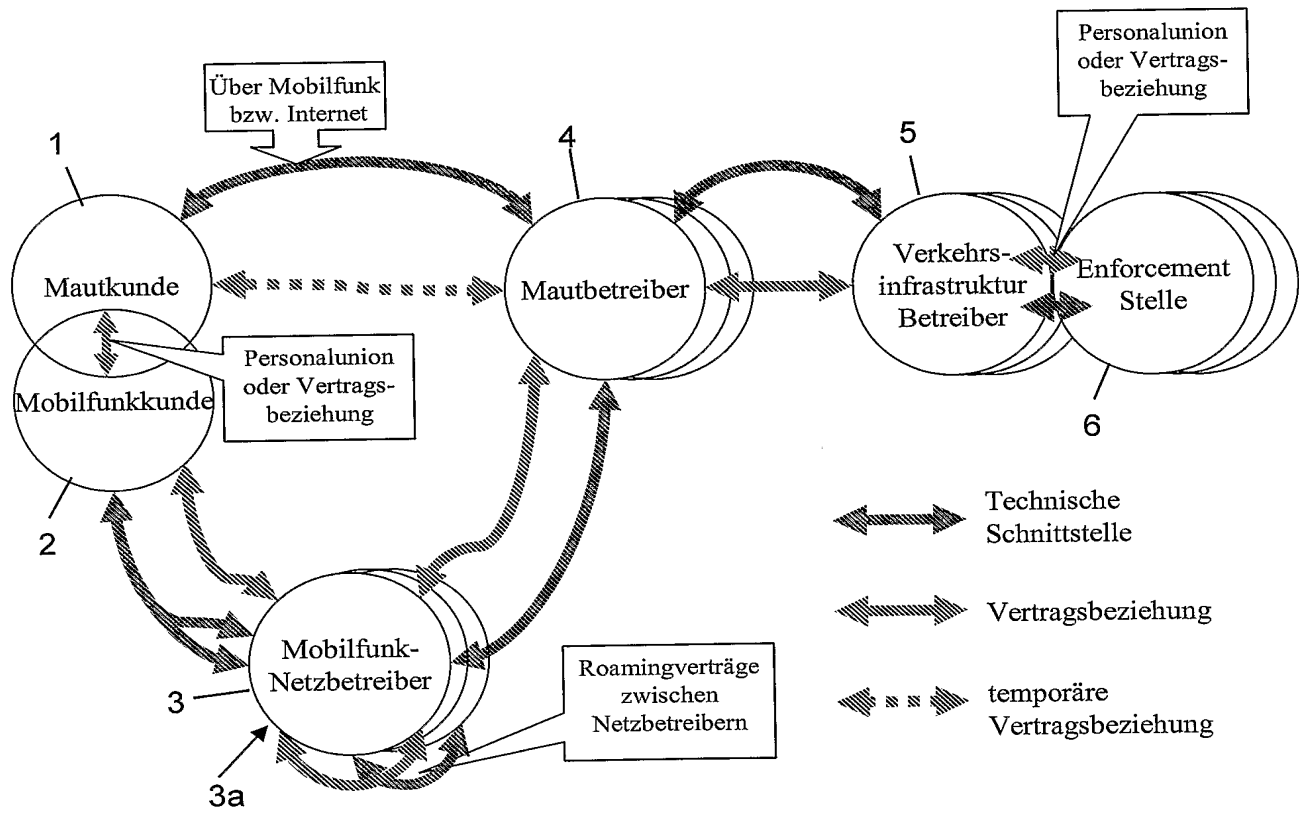 Personalunion
oder Vertrags-
beziehung
Über Mobilfunk
bzw. Internet
1
4
5
Mautkunde
Mautbetreiber
Verkehrs-
infrastruktur
Betreiber
Enforcement
Stelle
Personalunion
oder Vertrags-
beziehung
Mobilfunkkunde
6
2
Technische
Schnittstelle
Vertragsbeziehung
Mobilfunk-
Netzbetreiber
3
3a
Roamingverträge
zwischen
Netzbetreibern
temporäre
Vertragsbeziehung